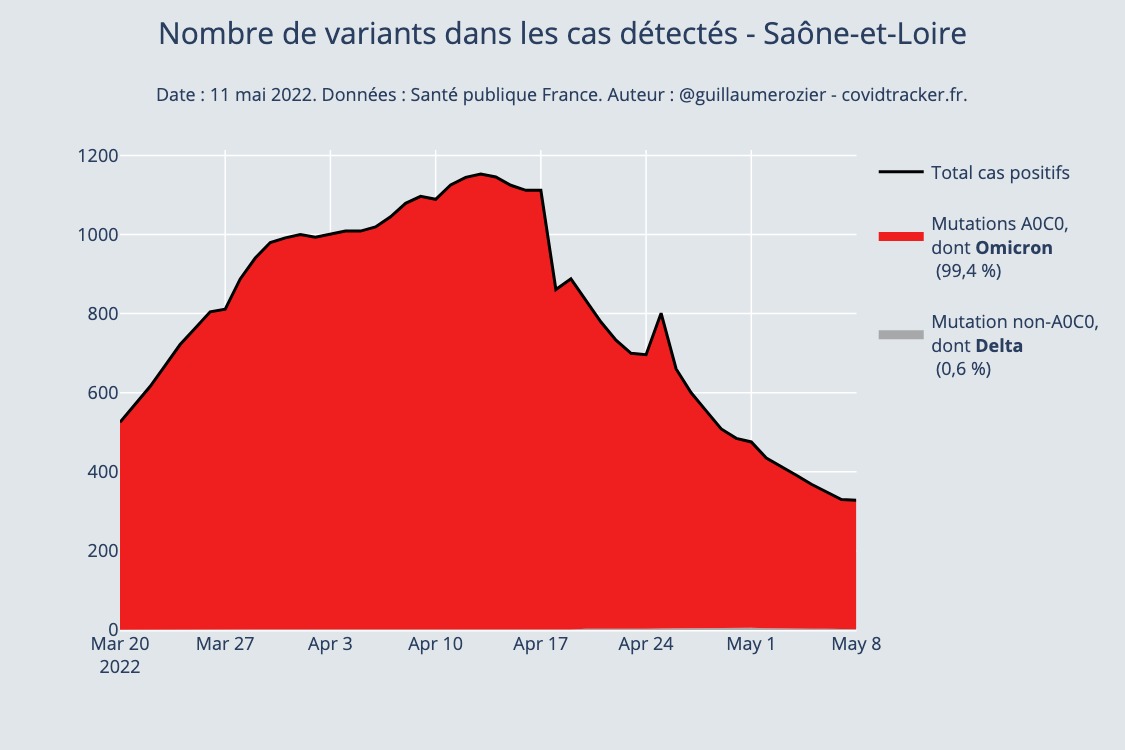 Nombre de variants dans les cas détectés - Saône-et-Loire
Date : 11 mai 2022. Données : Santé publique France. Auteur : @guillaumerozier - covidtracker.fr.
1200
1000
800
600
400
200
0
Mar 20
2022
Mar 27
Apr 3
Apr 10
Apr 17
Apr 24
May 1
May 8
Total cas positifs
Mutations A0C0,
dont Omicron
(99,4 %)
Mutation non-A0C0,
dont Delta
(0,6 %)